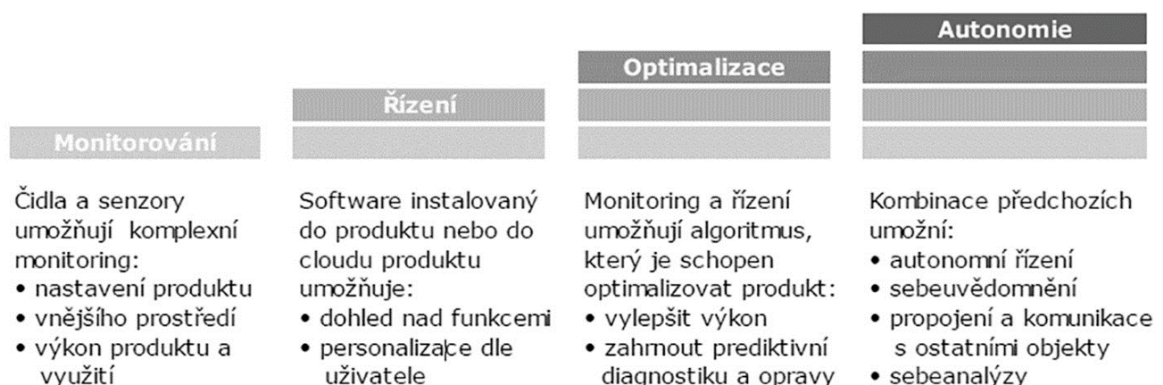 Monitorování
Čidla a senzory
umožňují komplexní
monitoring:
• nastavení produktu
• vnějšího prostředí
• výkon produktu a
využití
Řízení
Software instalovaný
do produktu nebo do
cloudu produktu
umožňuje:
• dohled nad funkcemi
• personalizace dle
uživatele
Optimalizace
Monitoring a řízení
umožňují algoritmus,
který je schopen
optimalizovat produkt:
• vylepšit výkon
• zahrnout prediktivní
diagnostiku a opravy
Autonomie
Kombinace předchozích
umožní:
• autonomní řízení
• sebeuvědomnění
• propojení a komunikace
s ostatními objekty
• sebeanalýzy